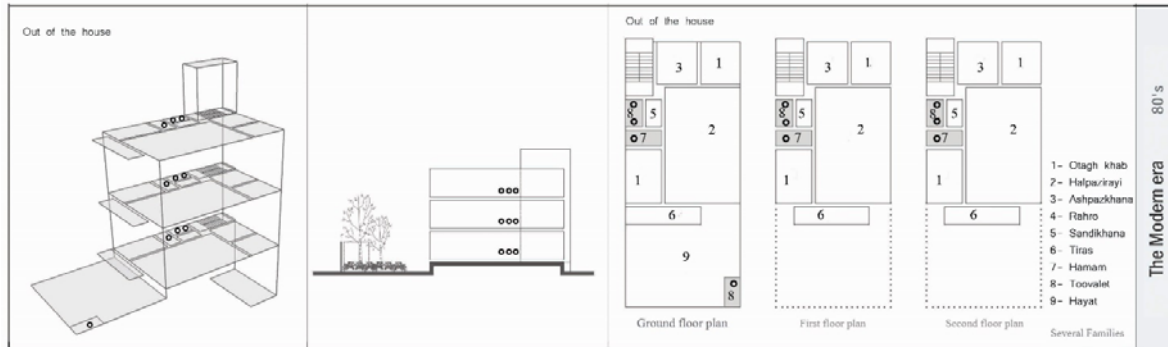 Out of the house
Out of the house
3
1
8
5
2
7
1
6
9
8
Ground floor plan
3
1
8
5
2
7
1
6
First floor plan
3
1
8
5
2
7
1
6
Second floor plan
1- Otagh khab
2- Halpazirayi
3- Ashpazkhana
4- Rahro
5- Sandikhana
6- Tiras
7- Hamam
8- Toovalet
9- Hayat
Several Families
The Modern era
80's